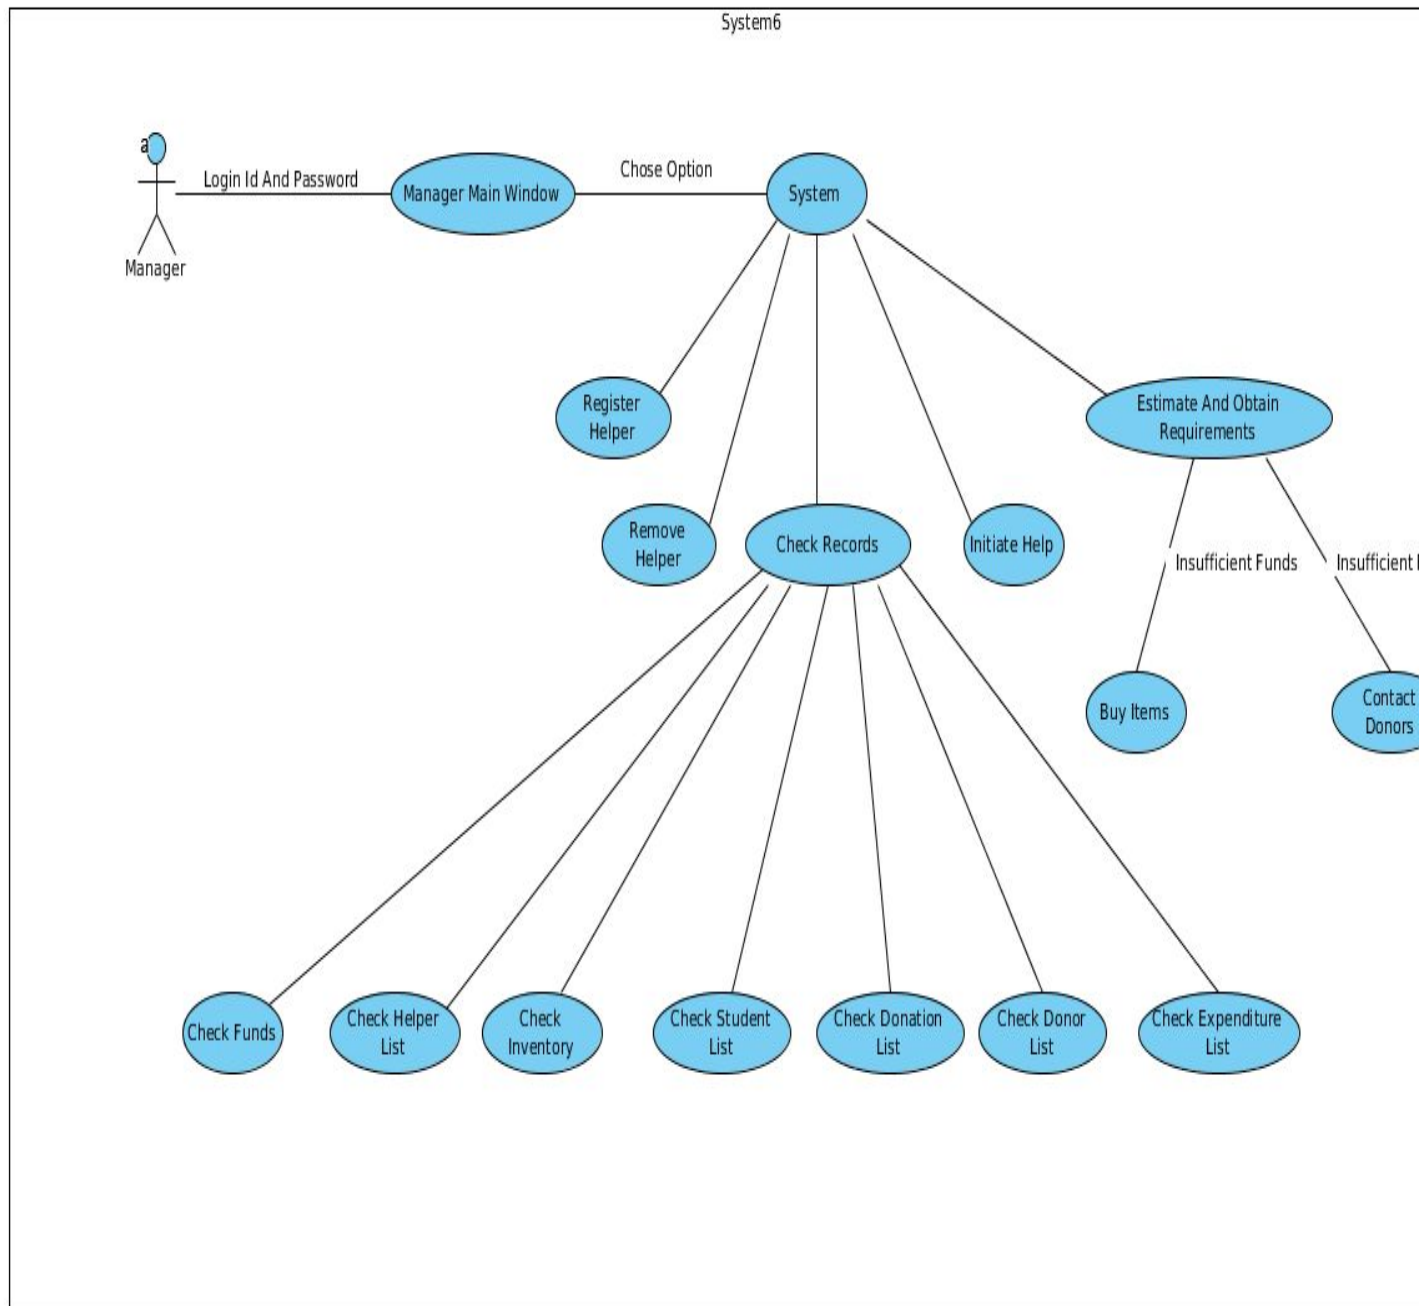 System6
a
Login Id And Password
Manager Main Window
Chose Option
System
Manager
Register
Helper
Estimate And Obtain
Requirements
Remove
Helper
Check Records
Initiate Help
Insufficient Funds
Insufficient
Buy Items
Contact
Donors
Check Funds
Check Helper
List
Check
Inventory
Check Student
List
Check Donation
List
Check Donor
List
Check Expenditure
List